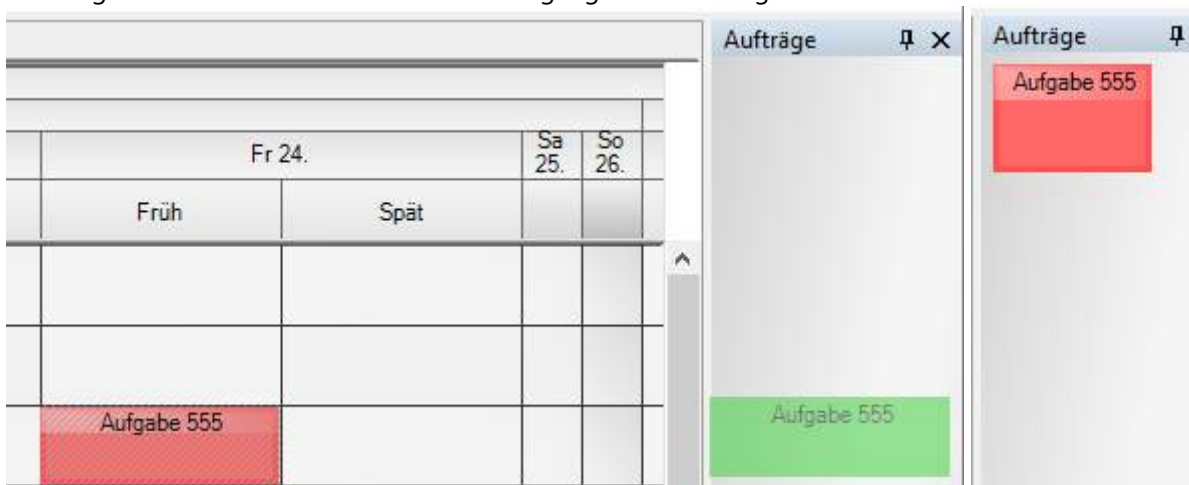 Aufträge
Aufträge
Aufgabe 555
Fr 24.
Sa
25.
So
26.
Früh
Spät
Aufgabe 555
Aufgabe 555